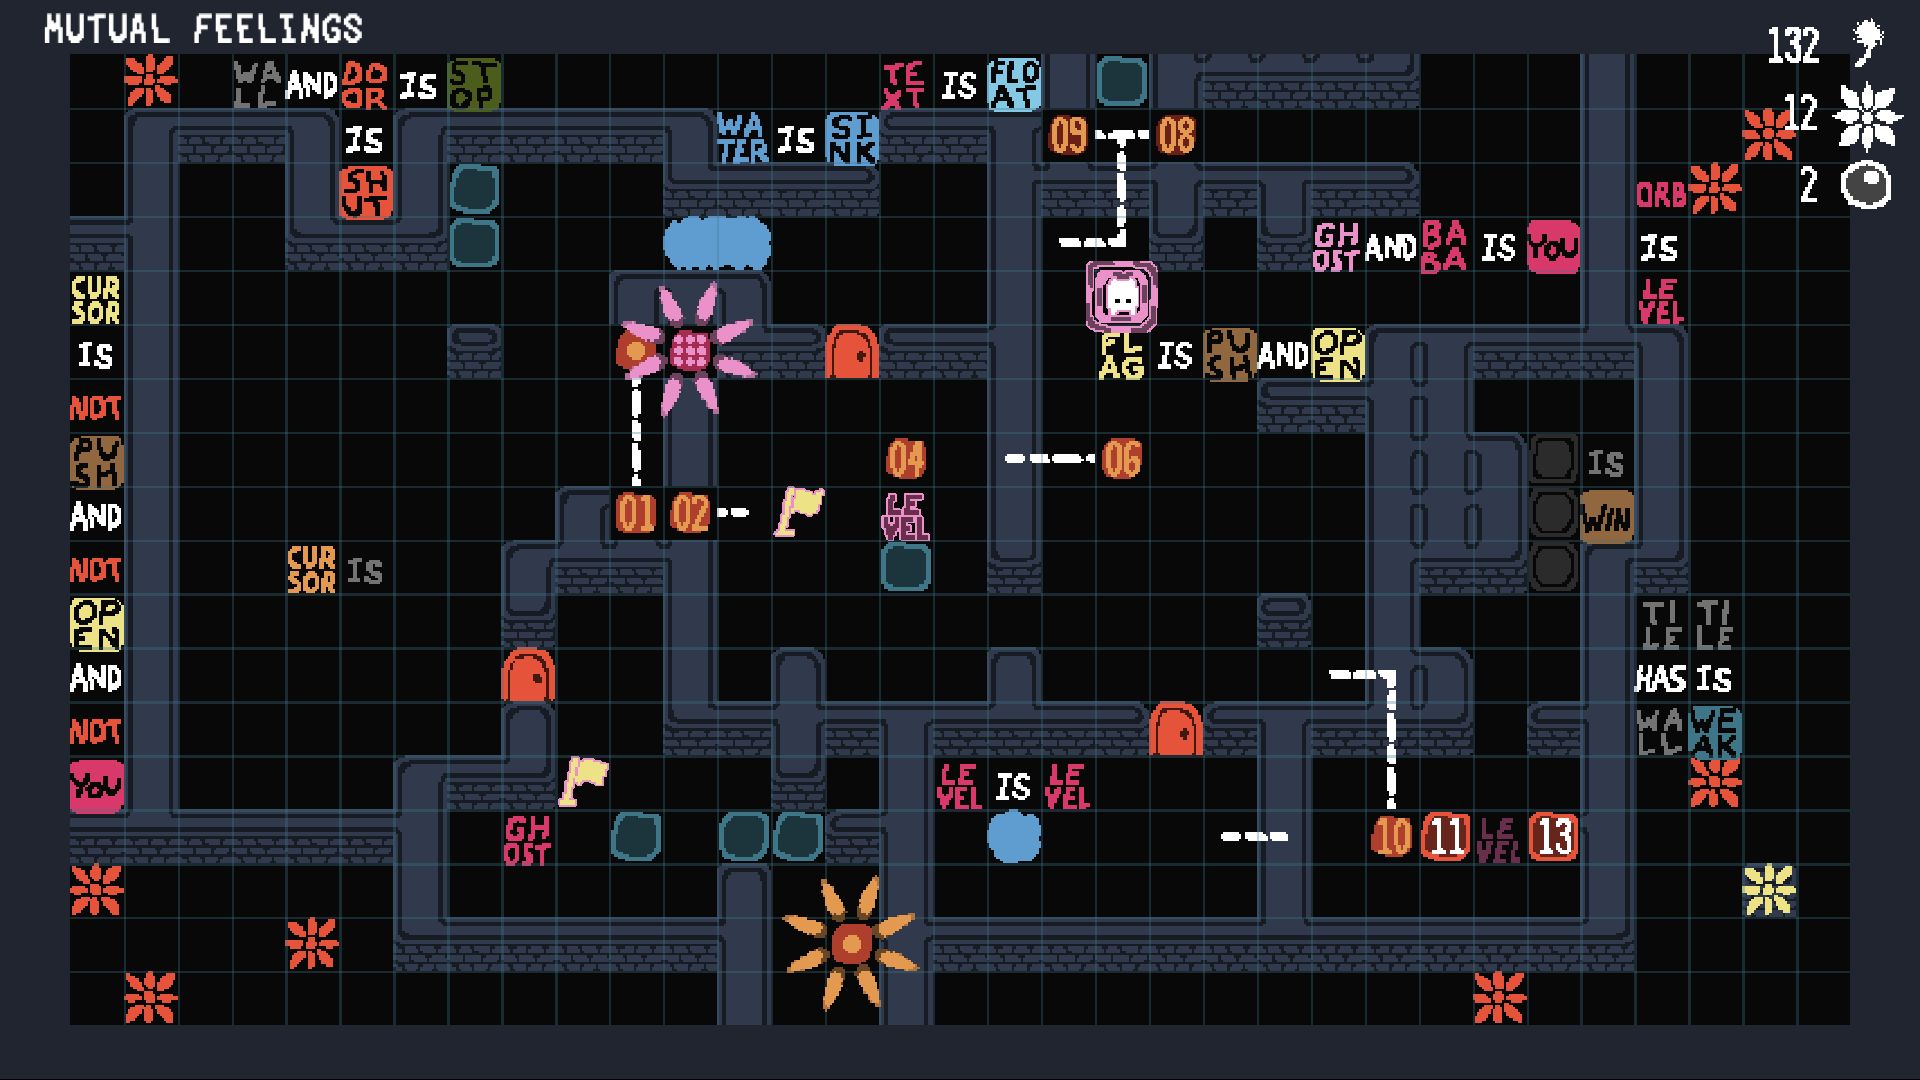 MUTUAL FEELINGS
132
12
2
WALL AND DOOR IS STOP
TEXT IS FLOAT
IS
WATER IS SINK
09 08
SHUT
ORB
GHOST AND BABA IS YOU
IS
CURSOR
LEVEL
IS
FLAG IS PUSH AND OPEN
NOT
PUSH
04
06
IS
AND
01 02
LEVEL
WIN
NOT
CURSOR IS
OPEN
TILE TILE
AND
HAS IS
NOT
WALL WEAK
YOU
LEVEL IS LEVEL
GHOST
10 11 LEVEL 13